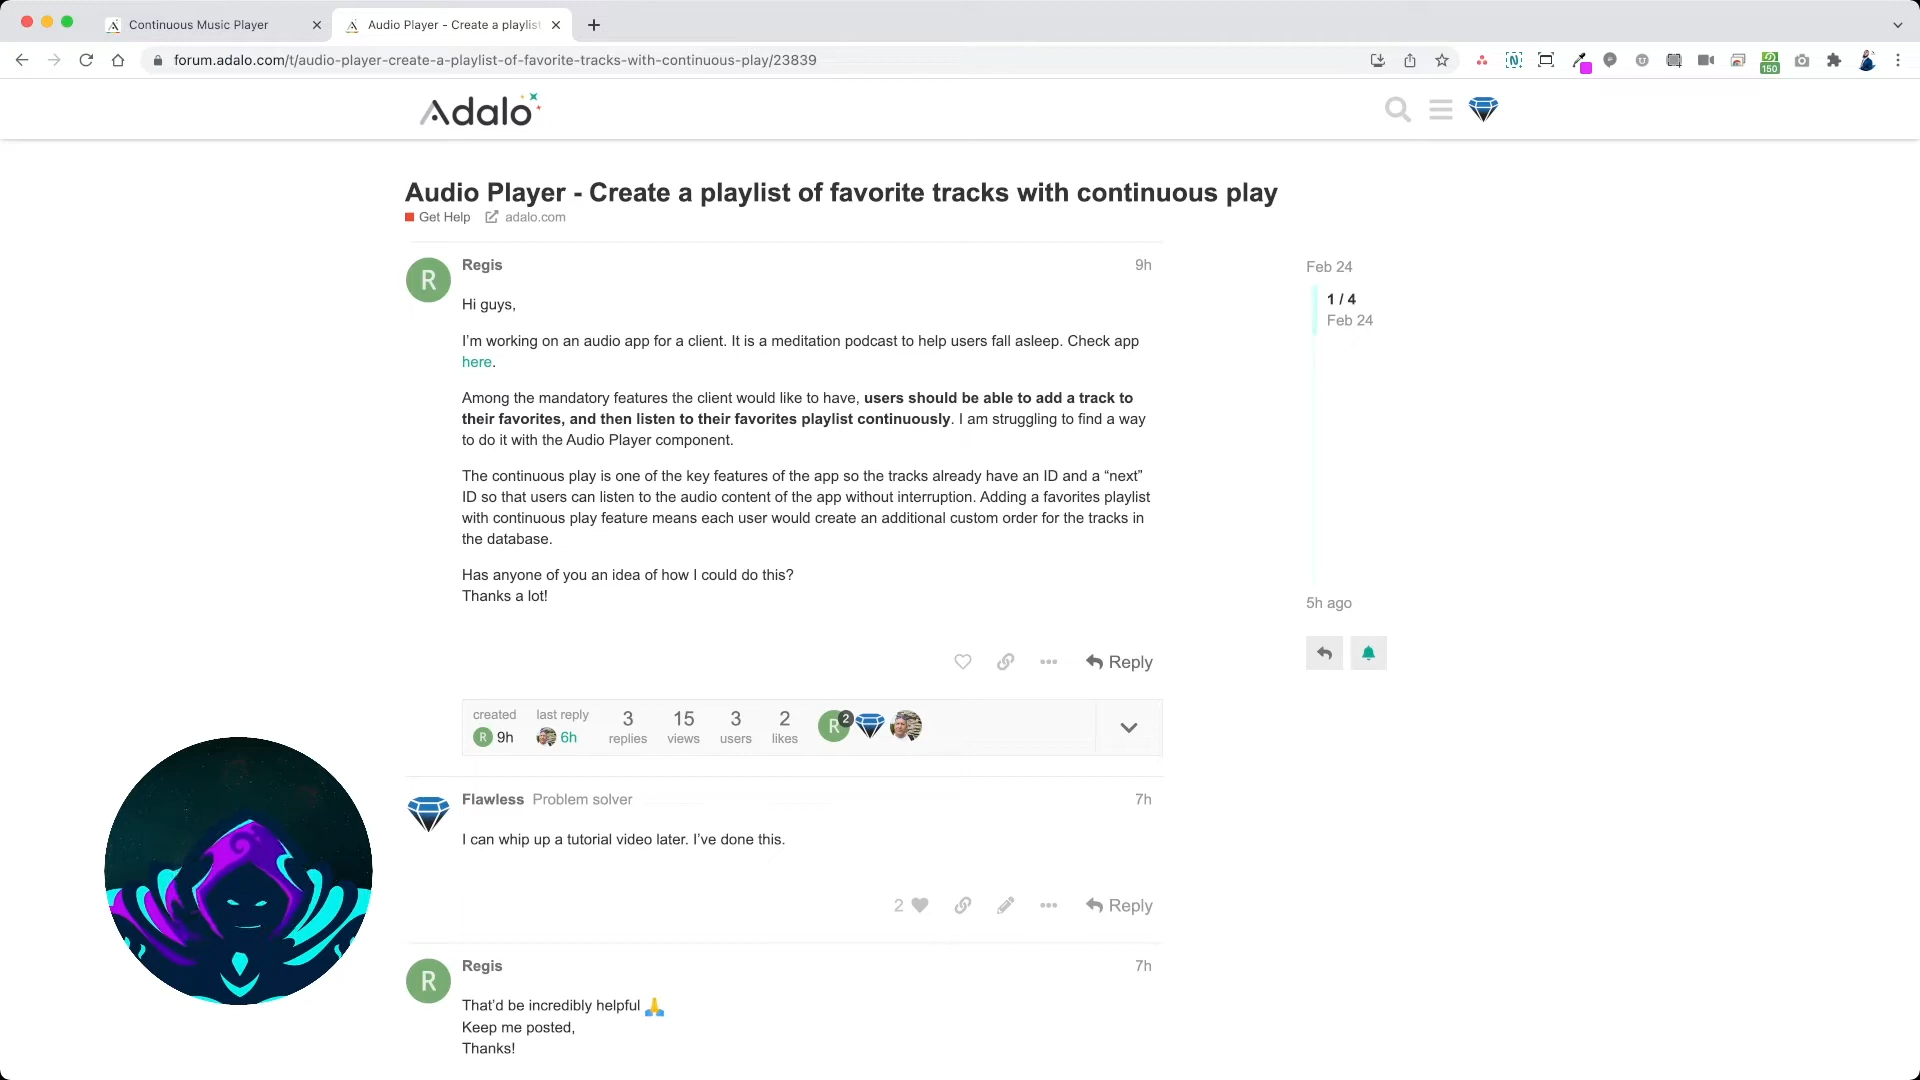 Continuous Music Player
Audio Player - Create a playlist
forum.adalo.com/t/audio-player-create-a-playlist-of-favorite-tracks-with-continuous-play/23839
150
Adalo
Audio Player - Create a playlist of favorite tracks with continuous play
Get Help adalo.com
R
Regis
9h
Hi guys,
I’m working on an audio app for a client. It is a meditation podcast to help users fall asleep. Check app
here.
Among the mandatory features the client would like to have, users should be able to add a track to
their favorites, and then listen to their favorites playlist continuously. I am struggling to find a way
to do it with the Audio Player component.
The continuous play is one of the key features of the app so the tracks already have an ID and a “next”
ID so that users can listen to the audio content of the app without interruption. Adding a favorites playlist
with continuous play feature means each user would create an additional custom order for the tracks in
the database.
Has anyone of you an idea of how I could do this?
Thanks a lot!
Reply
Feb 24
1 / 4
Feb 24
5h ago
created
R 9h
last reply
6h
3
replies
15
views
3
users
2
likes
R 2
Flawless Problem solver
7h
I can whip up a tutorial video later. I’ve done this.
2
Reply
R
Regis
7h
That’d be incredibly helpful 🙏
Keep me posted,
Thanks!